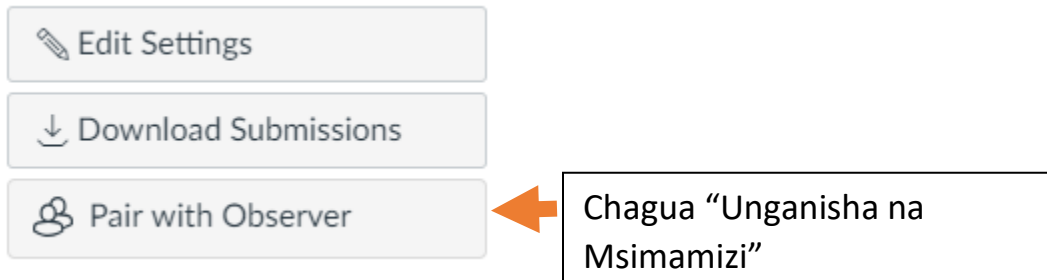 Edit Settings
Download Submissions
Pair with Observer
Chagua “Unganisha na
Msimamizi”